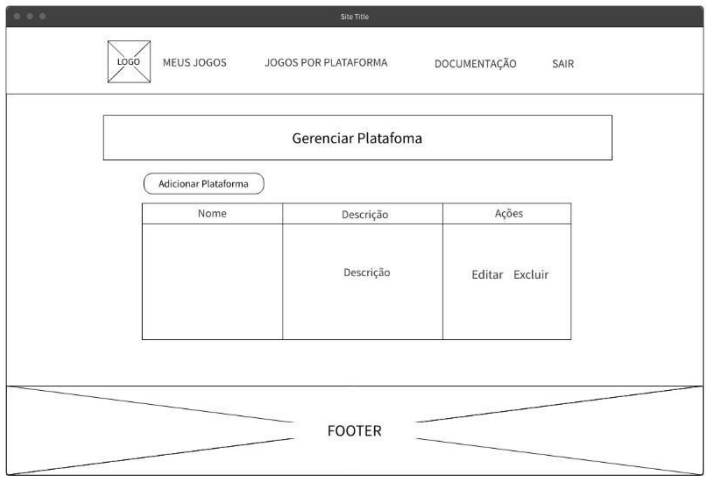 Site Title
LOGO MEUS JOGOS JOGOS POR PLATAFORMA DOCUMENTAÇÃO SAIR
Gerenciar Platafoma
Adicionar Plataforma
Nome Descrição Ações
Descrição Editar Excluir
FOOTER